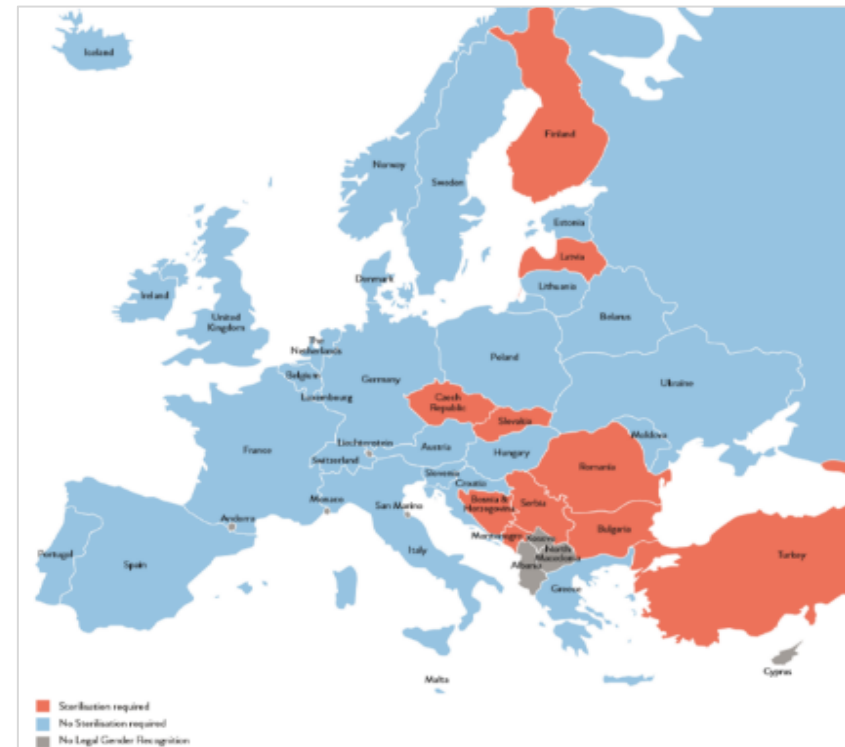 Iceland
Finland
Norway
Sweden
Estonia
Latvia
Denmark
Lithuania
Ireland
United
Kingdom
Belarus
The
Netherlands
Poland
Belgium
Germany
Ukraine
Czech
Republic
Luxembourg
Slovakia
Moldova
Liechtenstein
Austria
France
Hungary
Switzerland
Romania
Slovenia
Croatia
Monaco
San Marino
Bosnia &
Herzegovina
Serbia
Andorra
Bulgaria
Montenegro
Kosovo
North
Macedonia
Portugal
Spain
Italy
Albania
Turkey
Greece
Cyprus
Malta
Sterilisation required
No Sterilisation required
No Legal Gender Recognition